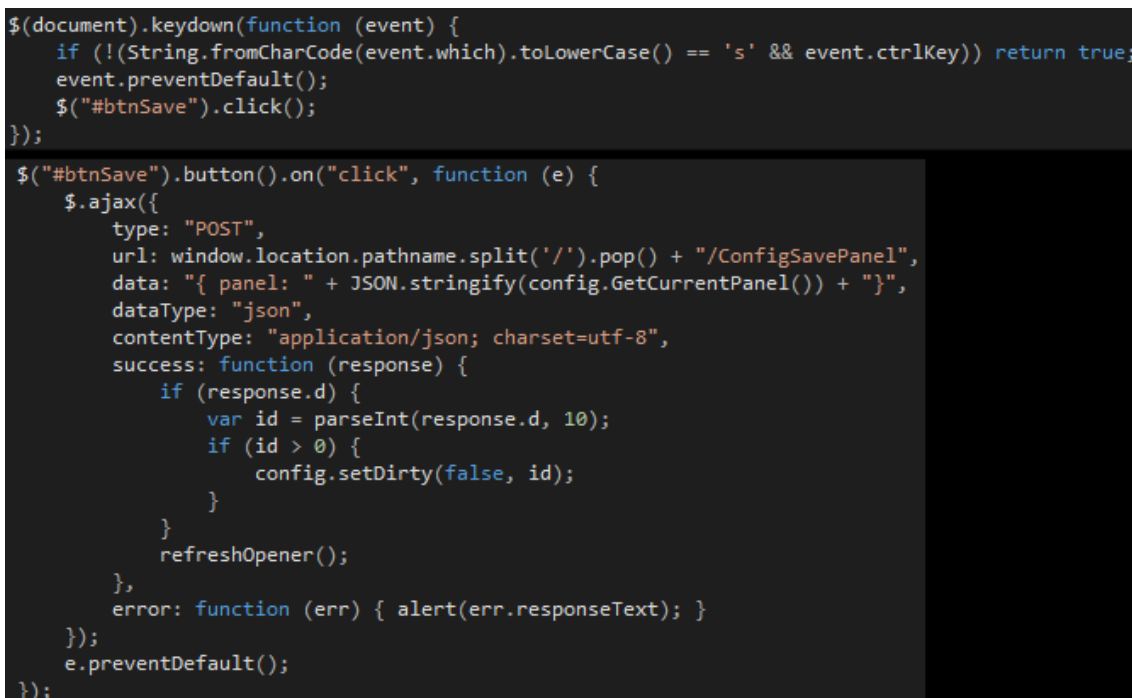 $(document).keydown(function (event) {
    if (!(String.fromCharCode(event.which).toLowerCase() == 's' && event.ctrlKey)) return true;
    event.preventDefault();
    $("#btnSave").click();
});
$("#btnSave").button().on("click", function (e) {
    $.ajax({
        type: "POST",
        url: window.location.pathname.split('/').pop() + "/ConfigSavePanel",
        data: "{ panel: " + JSON.stringify(config.GetCurrentPanel()) + "}",
        dataType: "json",
        contentType: "application/json; charset=utf-8",
        success: function (response) {
            if (response.d) {
                var id = parseInt(response.d, 10);
                if (id > 0) {
                    config.setDirty(false, id);
                }
            }
            refreshOpener();
        },
        error: function (err) { alert(err.responseText); }
    });
    e.preventDefault();
});